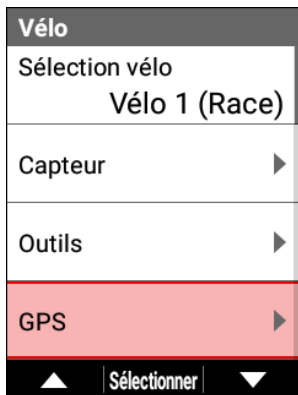 Vélo
Sélection vélo
Vélo 1 (Race)
Capteur
Outils
GPS
Sélectionner